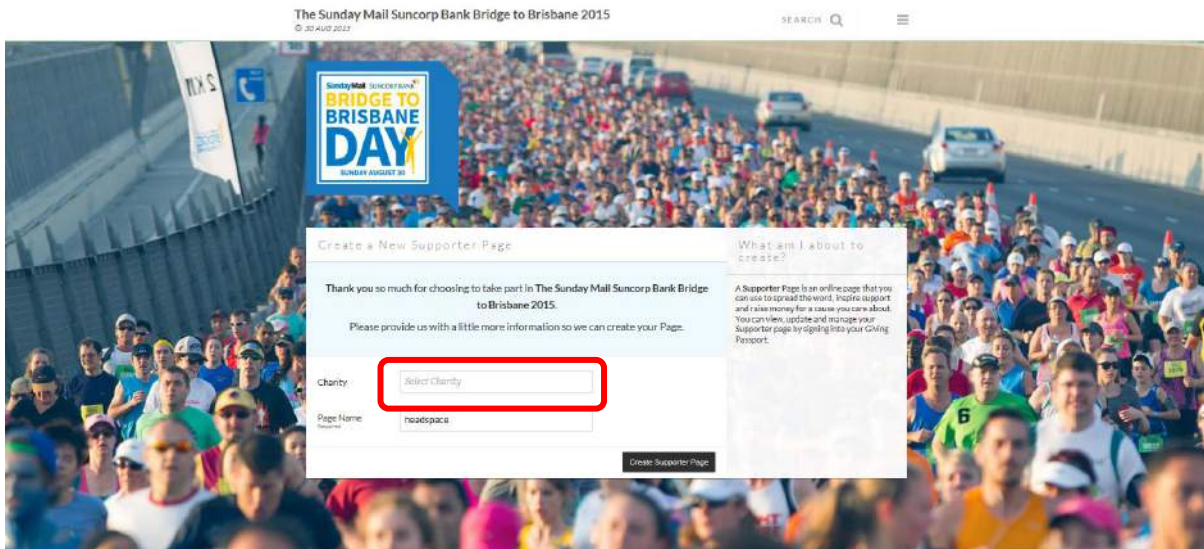 The Sunday Mail Suncorp Bank Bridge to Brisbane 2015
30 AUG 2015
SEARCH
2 KM
SundayMail SUNCORP BANK
BRIDGE TO
BRISBANE
DAY
SUNDAY AUGUST 30
Create a New Supporter Page
Thank you so much for choosing to take part in The Sunday Mail Suncorp Bank Bridge
to Brisbane 2015.
Please provide us with a little more information so we can create your Page.
Charity
Select Charity
Page Name
Required
headspace
Create Supporter Page
What am I about to
create?
A Supporter Page is an online page that you
can use to spread the word, inspire support
and raise money for a cause you care about.
You can view, update and manage your
Supporter page by signing into your Giving
Passport.
6